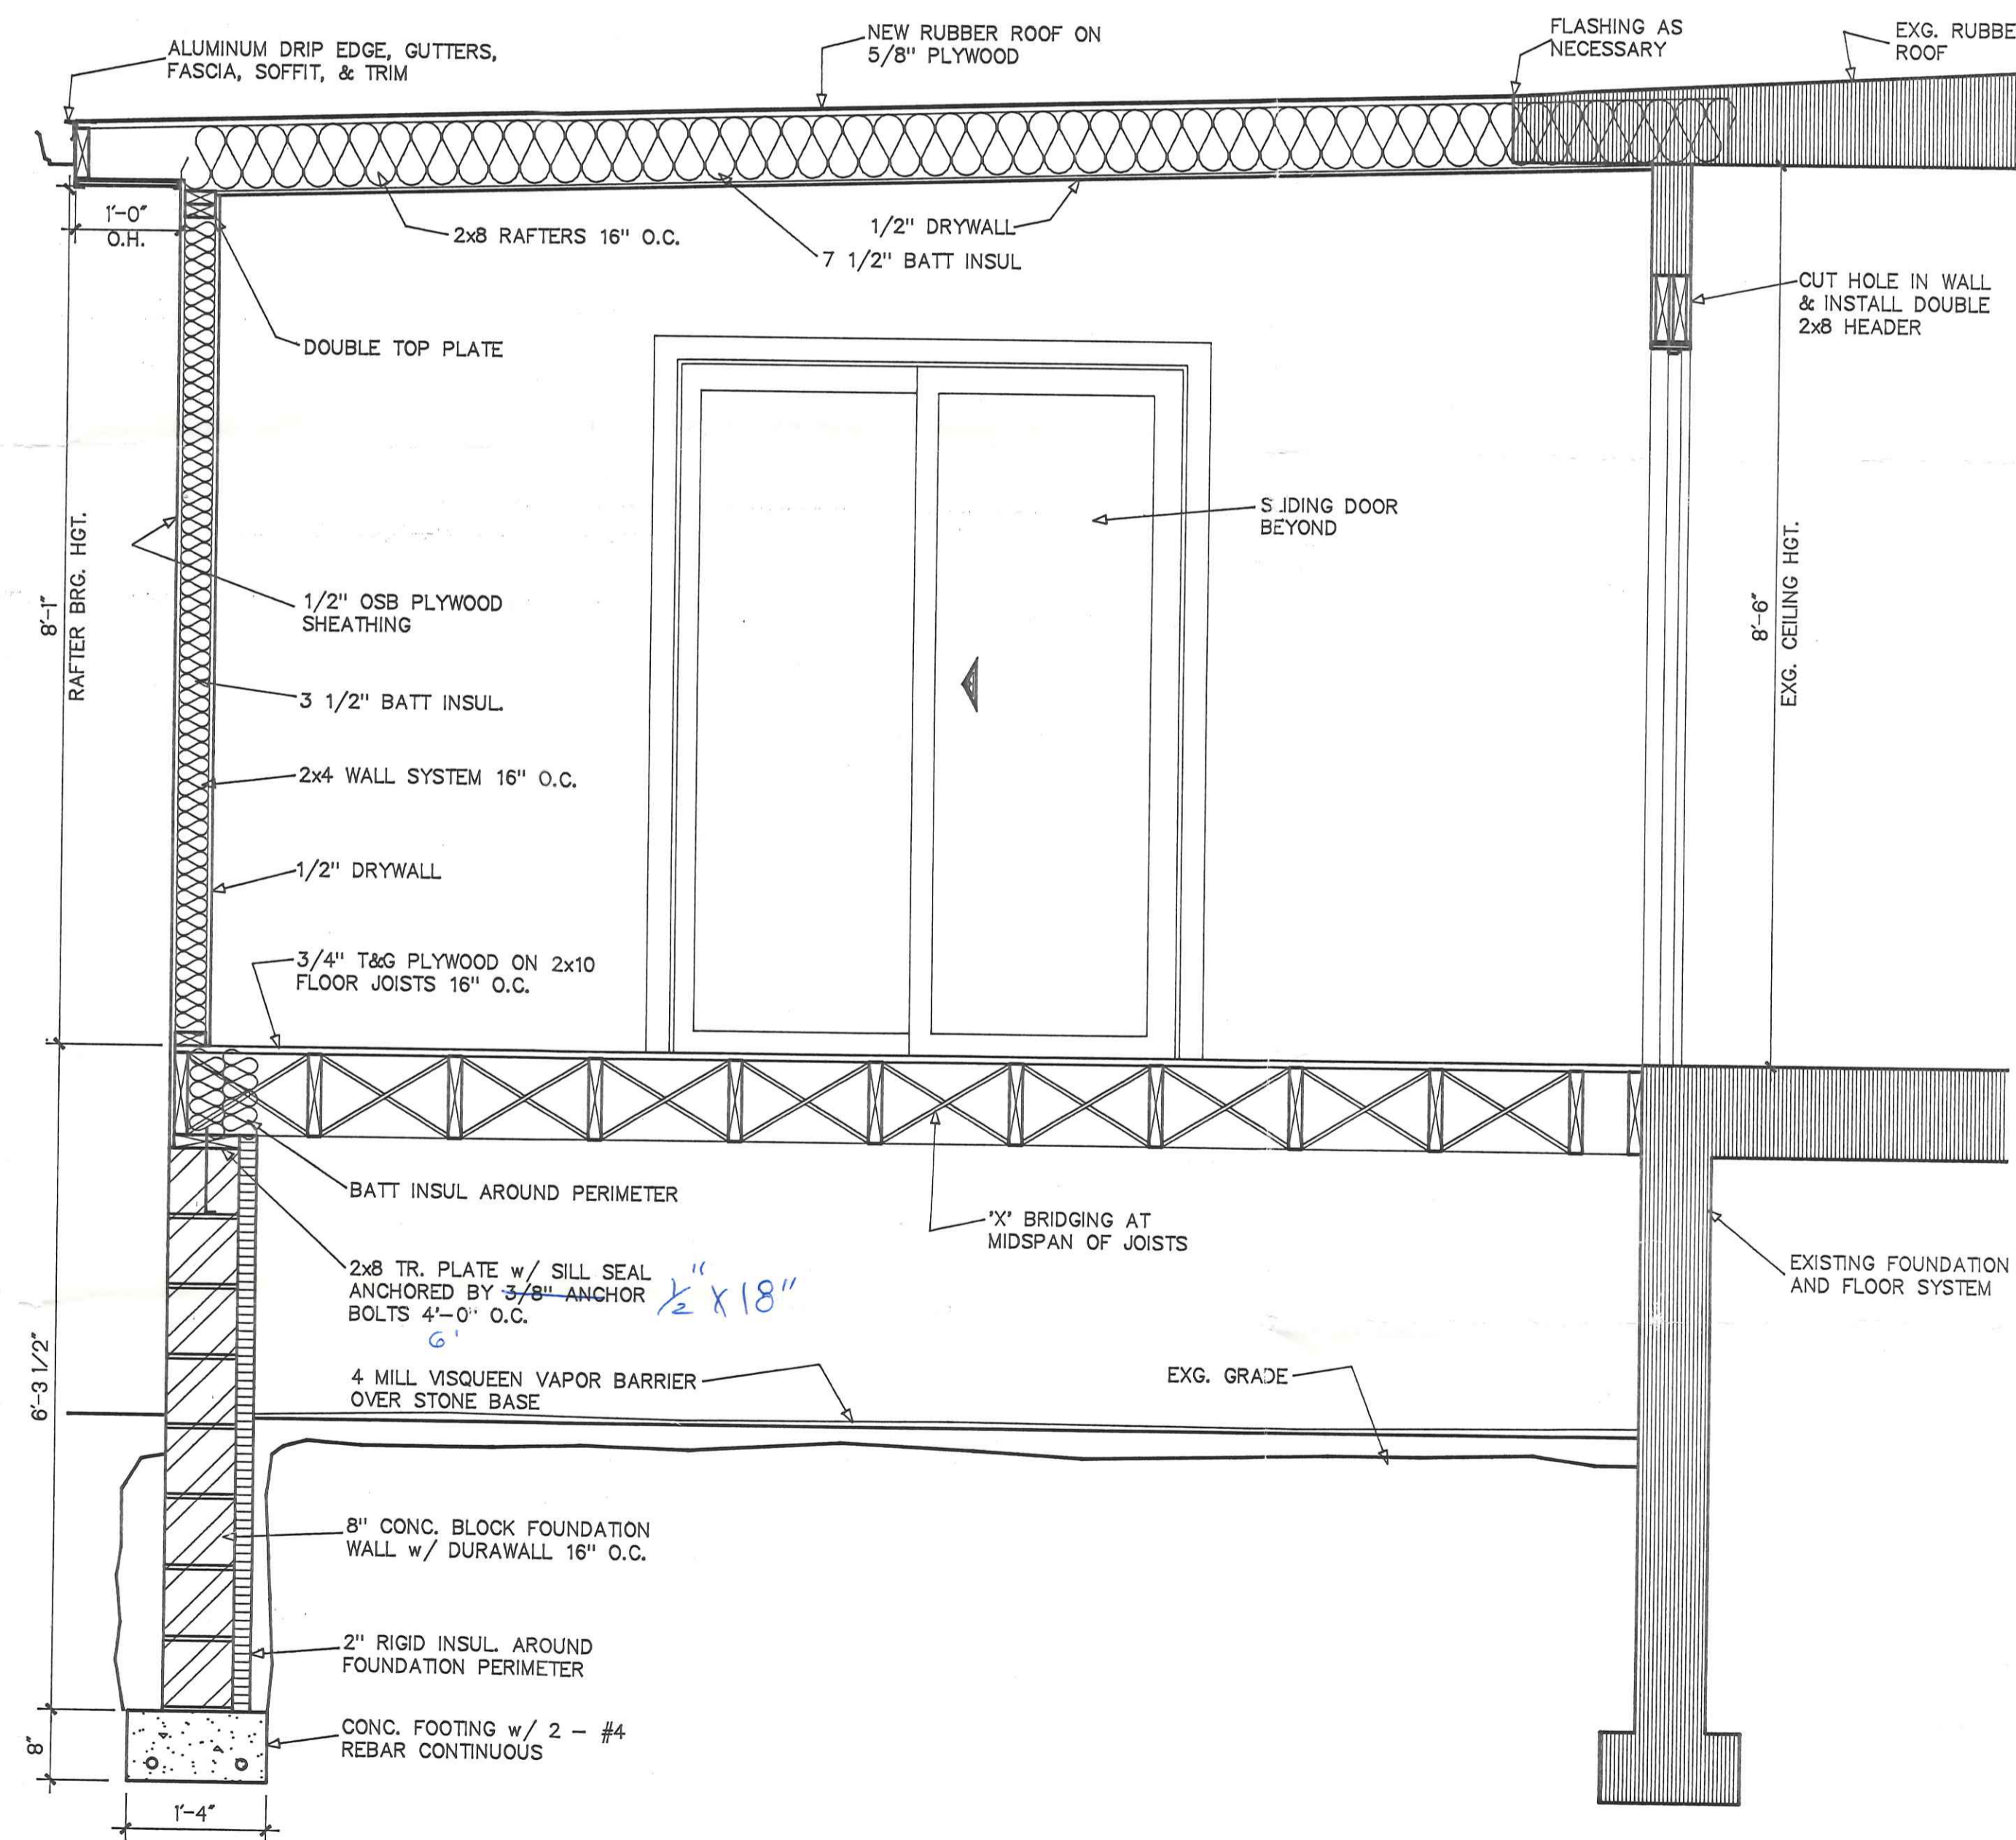 ALUMINUM DRIP EDGE, GUTTERS,
FASCIA, SOFFIT, & TRIM
NEW RUBBER ROOF ON
5/8" PLYWOOD
FLASHING AS
NECESSARY
EXG. RUBBE
ROOF
1'-0"
O.H.
2x8 RAFTERS 16" O.C.
1/2" DRYWALL
7 1/2" BATT INSUL
CUT HOLE IN WALL
& INSTALL DOUBLE
2x8 HEADER
DOUBLE TOP PLATE
SLIDING DOOR
BEYOND
8'-1"
RAFTER BRG. HGT.
8'-6"
EXG. CEILING HGT.
1/2" OSB PLYWOOD
SHEATHING
3 1/2" BATT INSUL.
2x4 WALL SYSTEM 16" O.C.
1/2" DRYWALL
3/4" T&G PLYWOOD ON 2x10
FLOOR JOISTS 16" O.C.
BATT INSUL AROUND PERIMETER
'X' BRIDGING AT
MIDSPAN OF JOISTS
2x8 TR. PLATE w/ SILL SEAL
ANCHORED BY 3/8" ANCHOR 1/2" X 18"
BOLTS 4'-0" O.C.
6'
EXISTING FOUNDATION
AND FLOOR SYSTEM
4 MILL VISQUEEN VAPOR BARRIER
OVER STONE BASE
EXG. GRADE
6'-3 1/2"
8" CONC. BLOCK FOUNDATION
WALL w/ DURAWALL 16" O.C.
2" RIGID INSUL. AROUND
FOUNDATION PERIMETER
CONC. FOOTING w/ 2 - #4
REBAR CONTINUOUS
8"
1'-4"